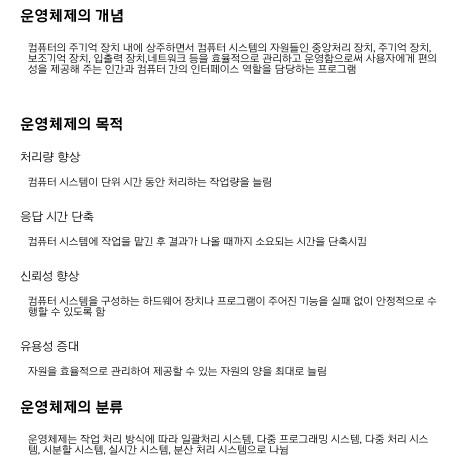 운영체제의 개념
컴퓨터의 주기억 장치 내에 상주하면서 컴퓨터 시스템의 자원들인 중앙처리 장치, 주기억 장치,
보조기억 장치, 입출력 장치,네트워크 등을 효율적으로 관리하고 운영함으로써 사용자에게 편의
성을 제공해 주는 인간과 컴퓨터 간의 인터페이스 역할을 담당하는 프로그램
운영체제의 목적
처리량 향상
컴퓨터 시스템이 단위 시간 동안 처리하는 작업량을 늘림
응답 시간 단축
컴퓨터 시스템에 작업을 맡긴 후 결과가 나올 때까지 소요되는 시간을 단축시킴
신뢰성 향상
컴퓨터 시스템을 구성하는 하드웨어 장치나 프로그램이 주어진 기능을 실패 없이 안정적으로 수
행할 수 있도록 함
유용성 증대
자원을 효율적으로 관리하여 제공할 수 있는 자원의 양을 최대로 늘림
운영체제의 분류
운영체제는 작업 처리 방식에 따라 일괄처리 시스템, 다중 프로그래밍 시스템, 다중 처리 시스
템, 시분할 시스템, 실시간 시스템, 분산 처리 시스템으로 나뉨